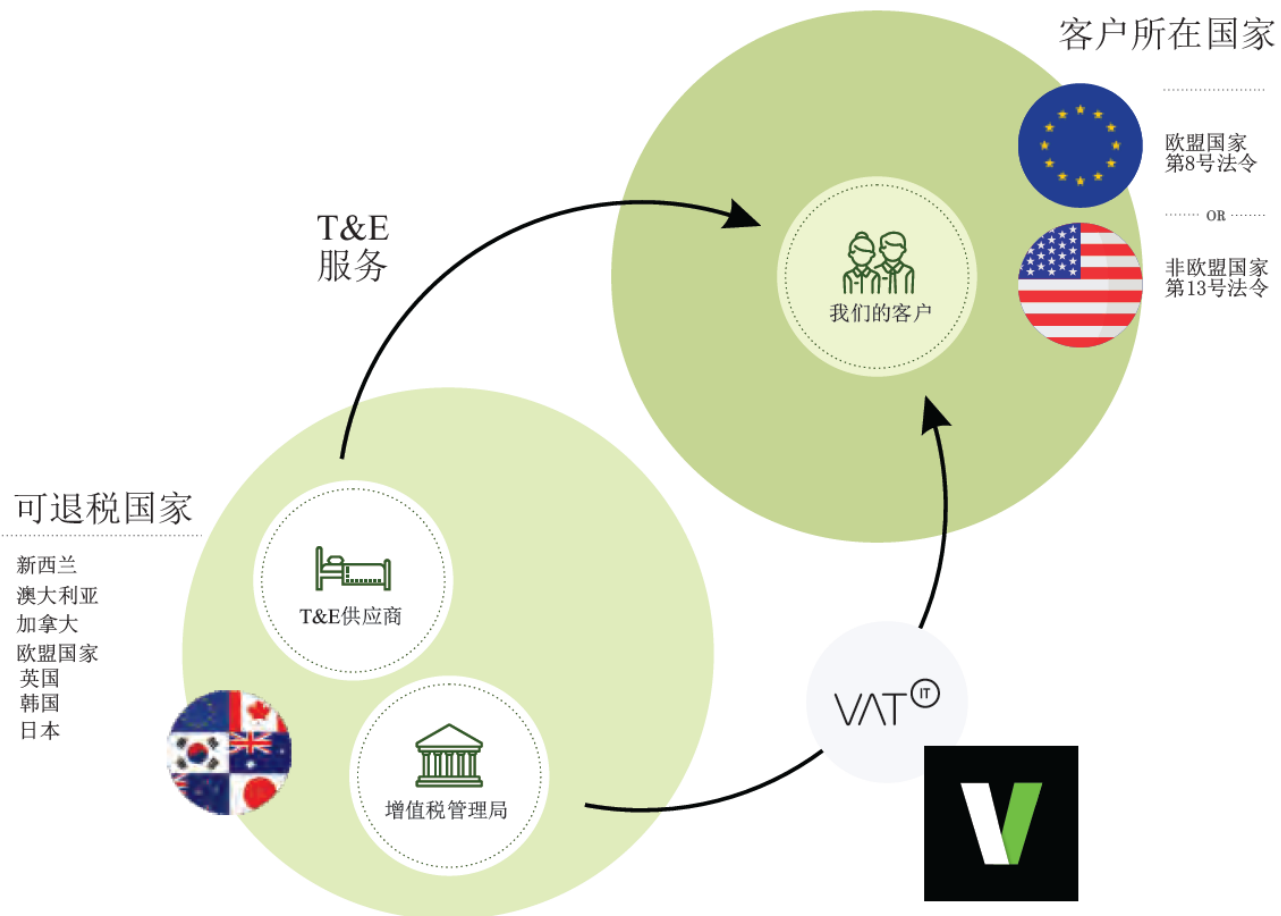 客户所在国家
欧盟国家
第8号法令
OR
非欧盟国家
第13号法令
T&E
服务
我们的客户
可退税国家
新西兰
澳大利亚
加拿大
欧盟国家
英国
韩国
日本
T&E供应商
增值税管理局
VAT IT